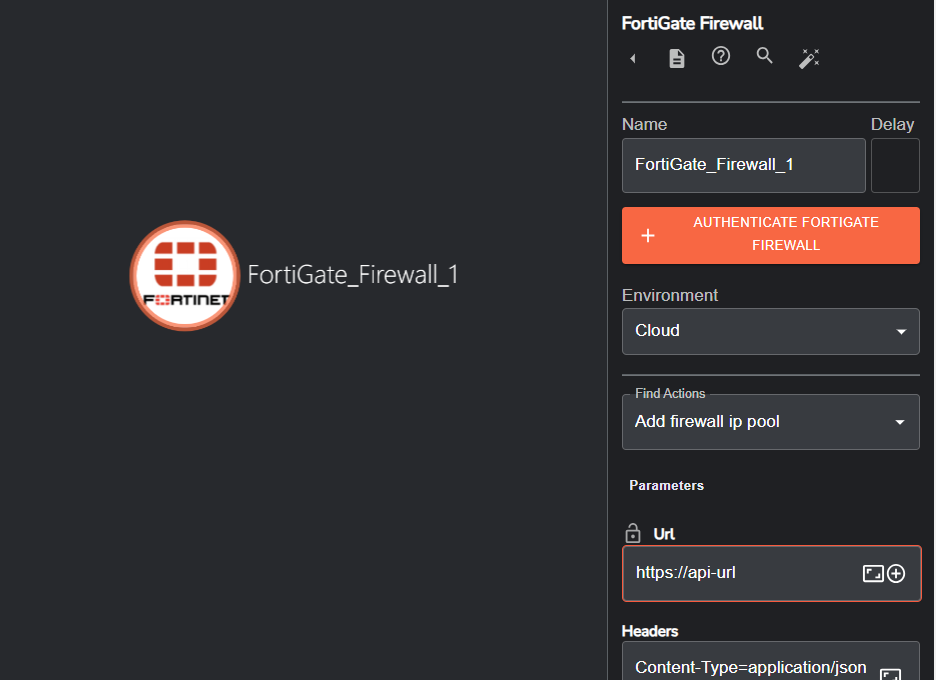 FortiGate Firewall
Name
Delay
FortiGate_Firewall_1
AUTHENTICATE FORTIGATE
FIREWALL
FORTINET
FortiGate_Firewall_1
Environment
Cloud
Find Actions
Add firewall ip pool
Parameters
Url
https://api-url
Headers
Content-Type=application/json